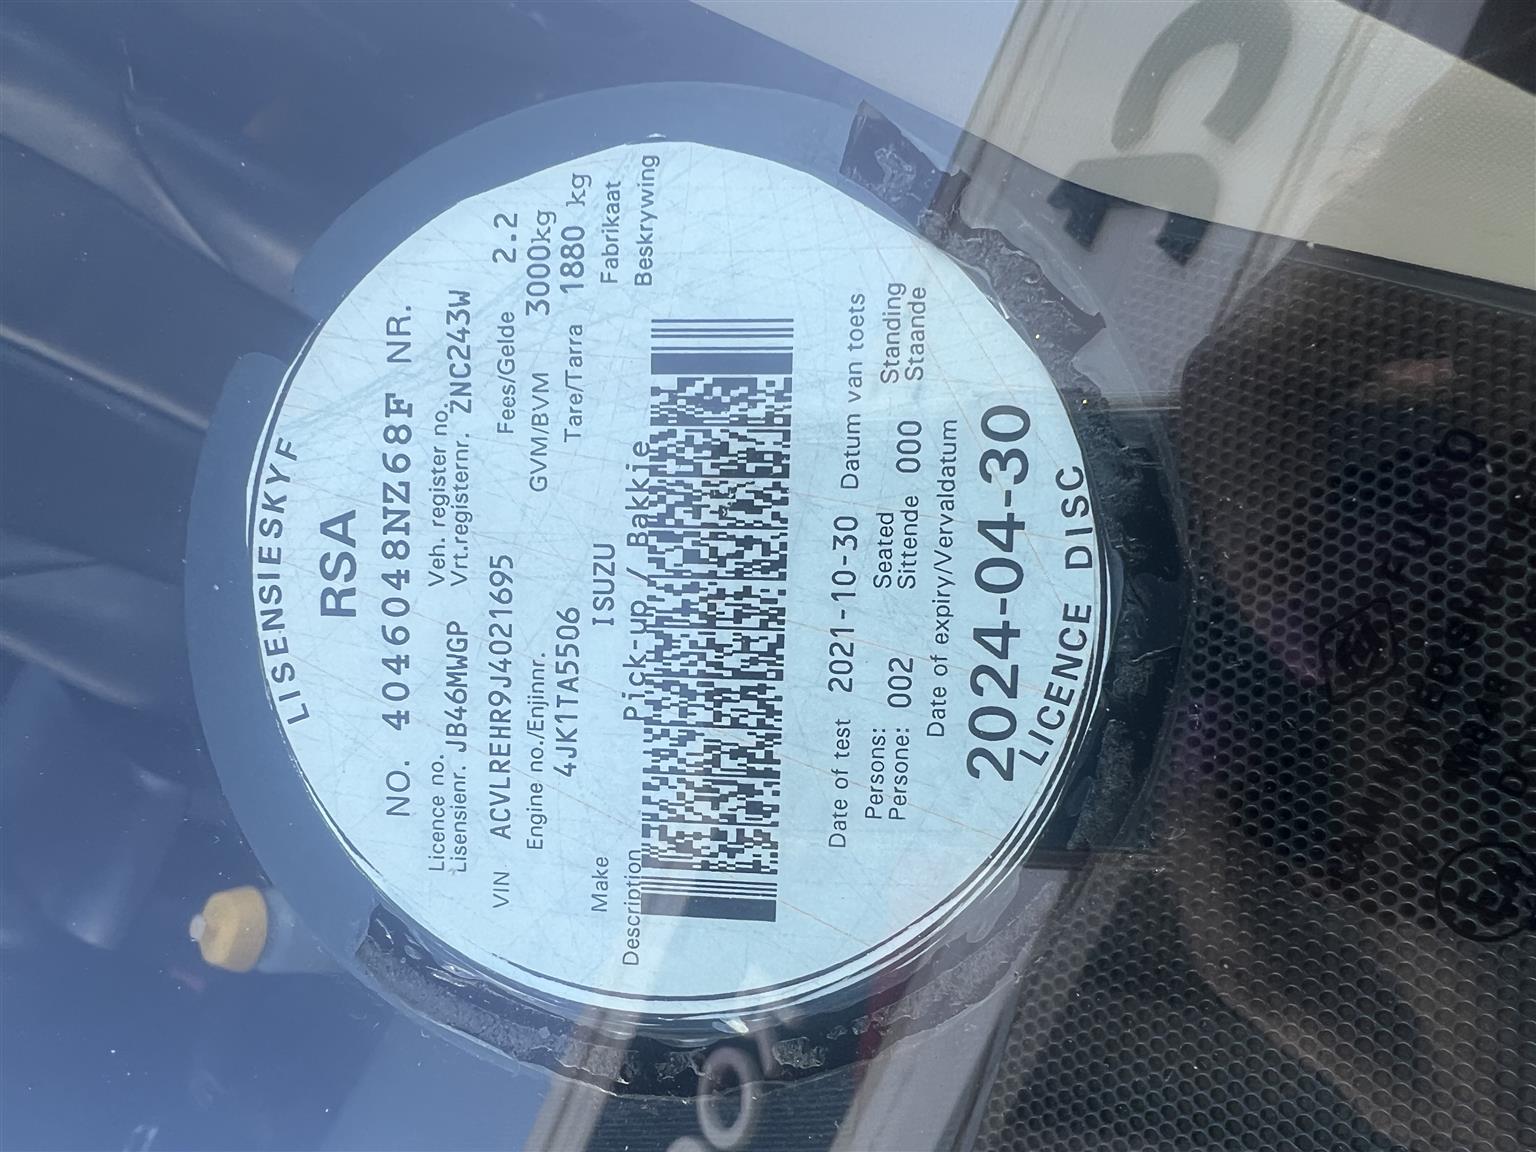 LISENSIESKYF
RSA
NO. 4046048NZ68F NR.
Licence no. Veh. register no.
Lisensienr. JB46MWGP Vrt.registernr. ZNC243W
VIN ACVLREHR9J4021695 Fees/Gelde 2.2
Engine no./Enjinnr. GVM/BVM 3000kg
4JK1TA5506 Tare/Tarra 1880 kg
Make ISUZU Fabrikaat
Description Pick-up/Bakkie Beskrywing
Date of test 2021-10-30 Datum van toets
Persons: Seated Standing
Persone: 002 Sittende 000 Staande
Date of expiry/Vervaldatum
2024-04-30
LICENCE DISC